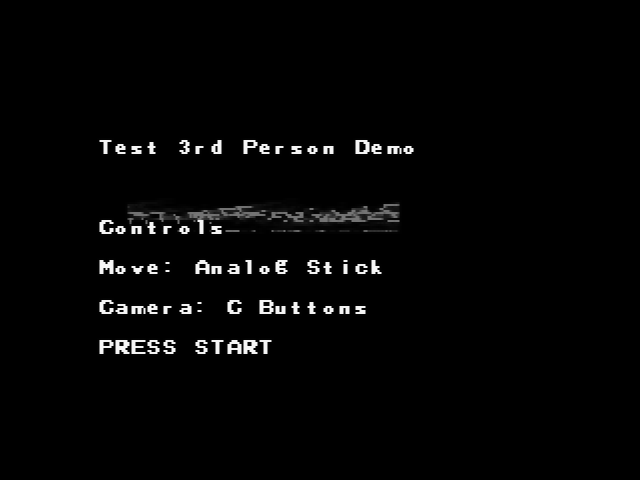 Test 3rd Person Demo
Controls
Move: Analog Stick
Camera: C Buttons
PRESS START